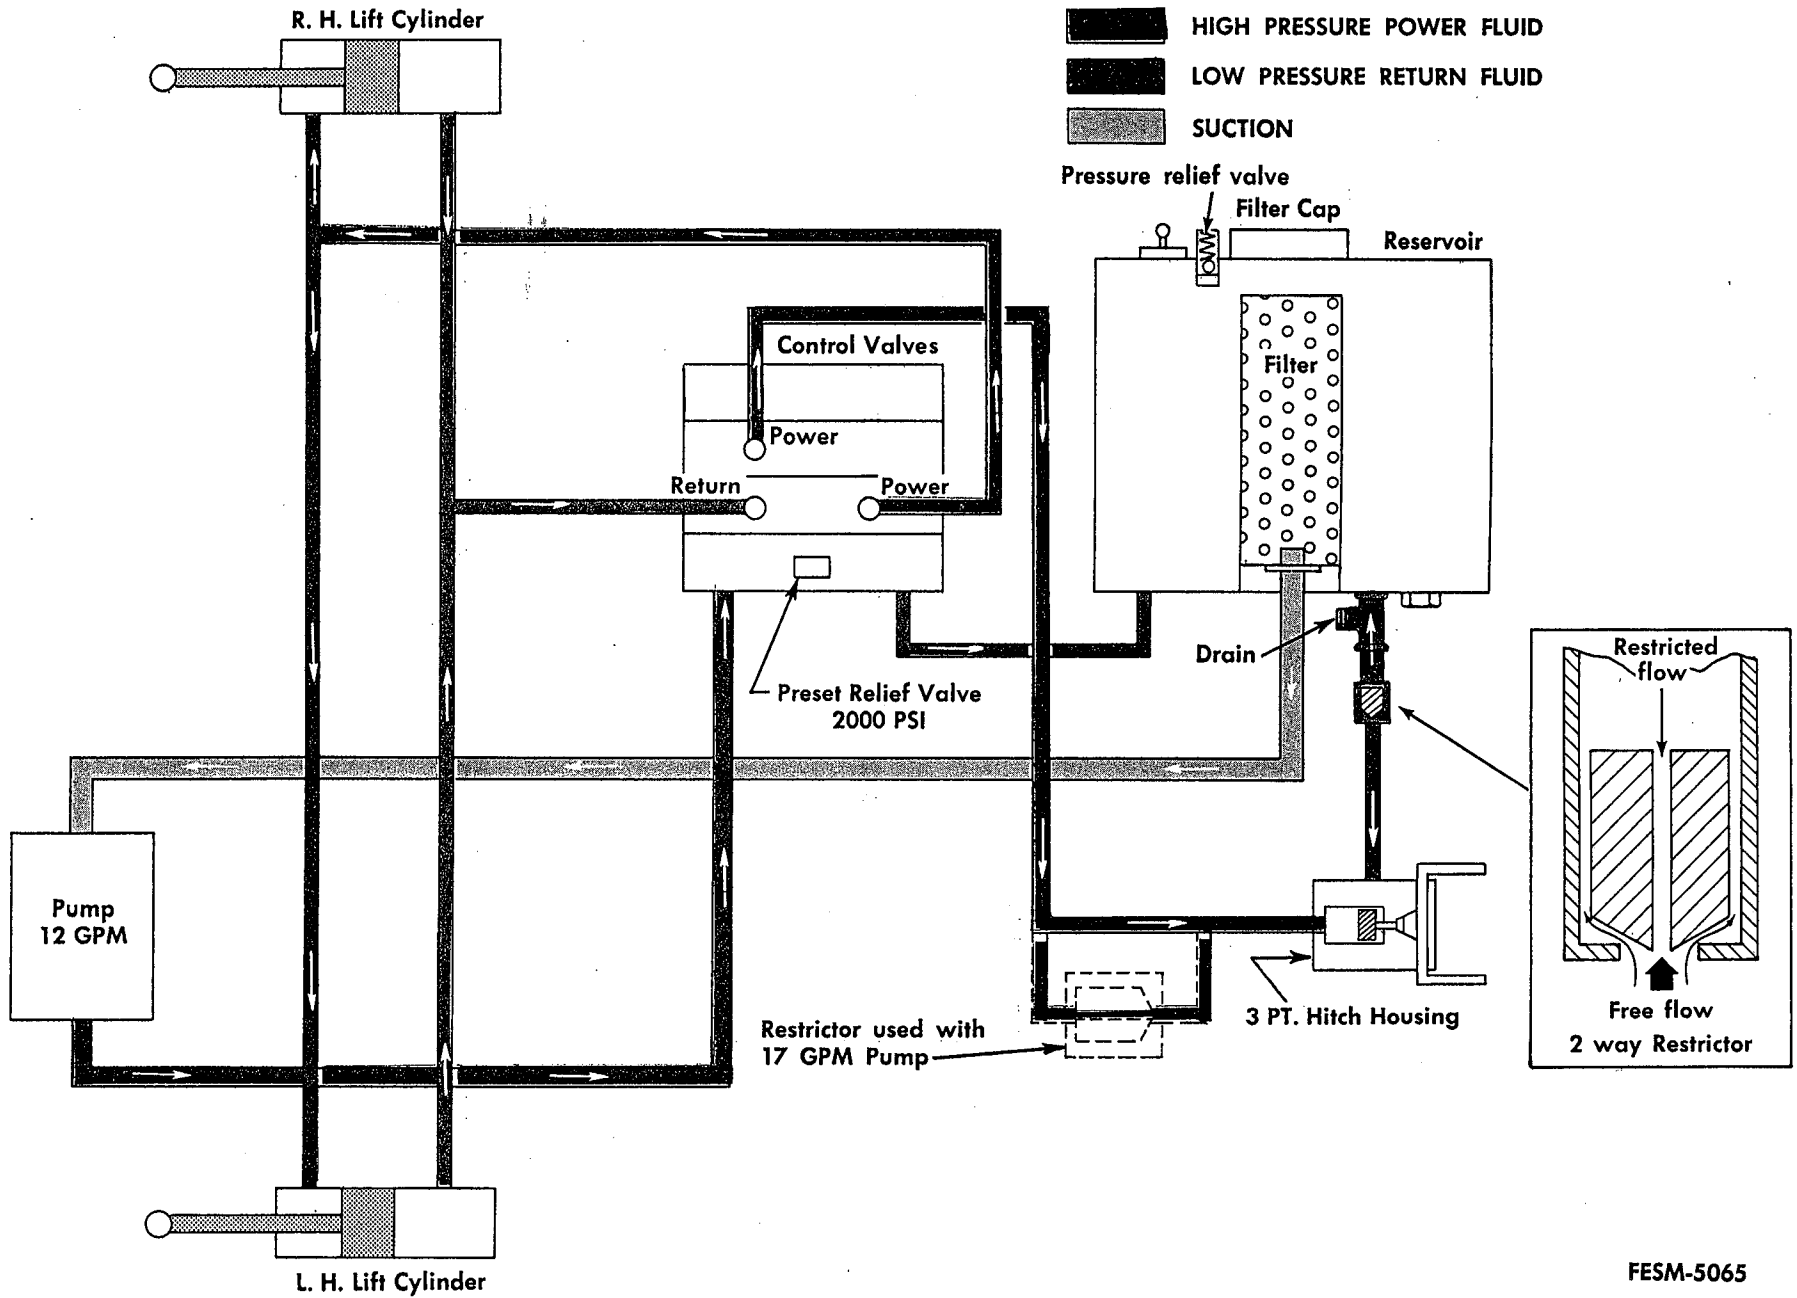 R. H. Lift Cylinder
HIGH PRESSURE POWER FLUID
LOW PRESSURE RETURN FLUID
SUCTION
Pressure relief valve
Filter Cap
Reservoir
Control Valves
Filter
Power
Return
Power
Drain
Preset Relief Valve
2000 PSI
Restricted
flow
Pump
12 GPM
Restrictor used with
17 GPM Pump
3 PT. Hitch Housing
Free flow
2 way Restrictor
L. H. Lift Cylinder
FESM-5065